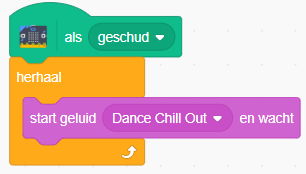 als geschud
herhaal
start geluid Dance Chill Out en wacht